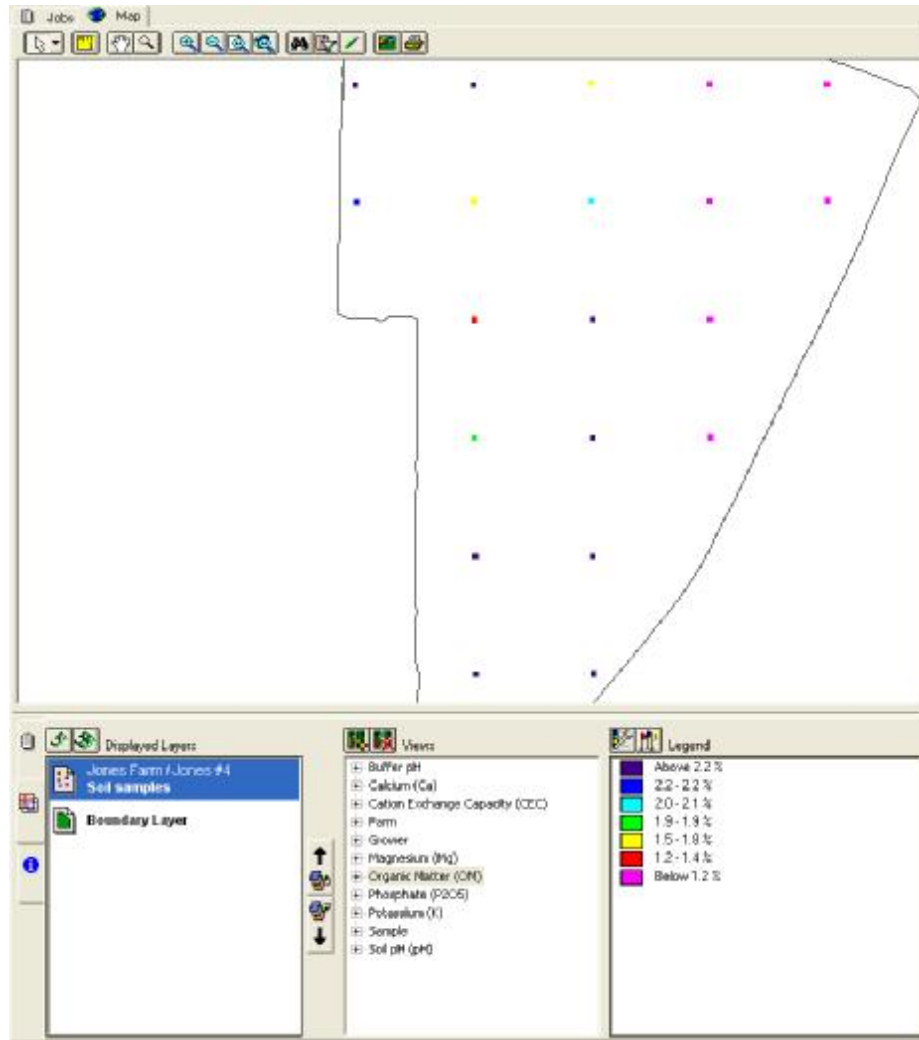 Jobs Map
Displayed Layers
Jones Farm / Jones #4
Soil samples
Boundary Layer
Views
Buffer pH
Calcium (Ca)
Cation Exchange Capacity (CEC)
Farm
Grower
Magnesium (Mg)
Organic Matter (OM)
Phosphate (P2O5)
Potassium (K)
Sample
Soil pH (pH)
Legend
Above 2.2 %
2.2 - 2.2 %
2.0 - 2.1 %
1.9 - 1.9 %
1.5 - 1.8 %
1.2 - 1.4 %
Below 1.2 %